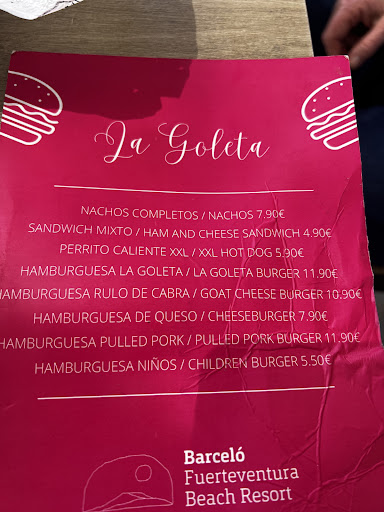 La Goleta
NACHOS COMPLETOS / NACHOS 7.90€
SANDWICH MIXTO / HAM AND CHEESE SANDWICH 4.90€
PERRITO CALIENTE XXL / XXL HOT DOG 5.90€
HAMBURGUESA LA GOLETA / LA GOLETA BURGER 11.90€
HAMBURGUESA RULO DE CABRA / GOAT CHEESE BURGER 10.90€
HAMBURGUESA DE QUESO / CHEESEBURGER 7.90€
HAMBURGUESA PULLED PORK / PULLED PORK BURGER 11.90€
HAMBURGUESA NIÑOS / CHILDREN BURGER 5.50€
Barceló
Fuerteventura
Beach Resort